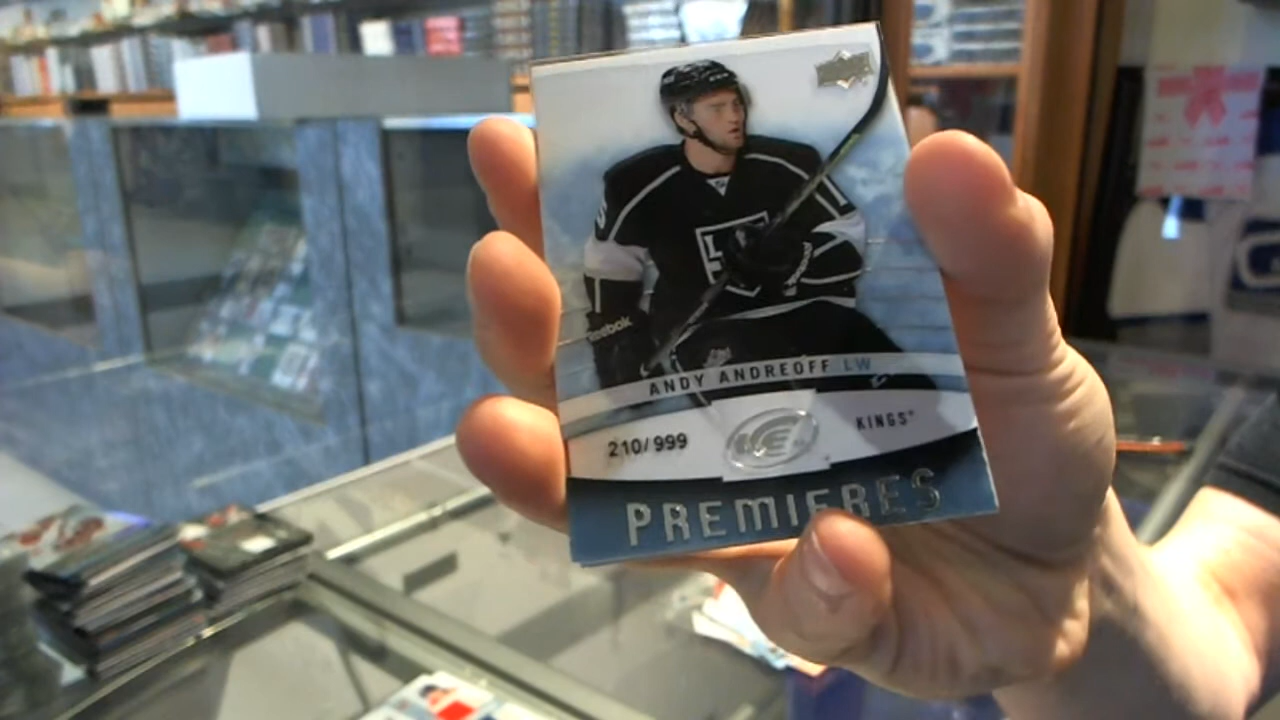 Reebok
ANDY ANDREOFF LW
210/999
ICE
KINGS
PREMIERES